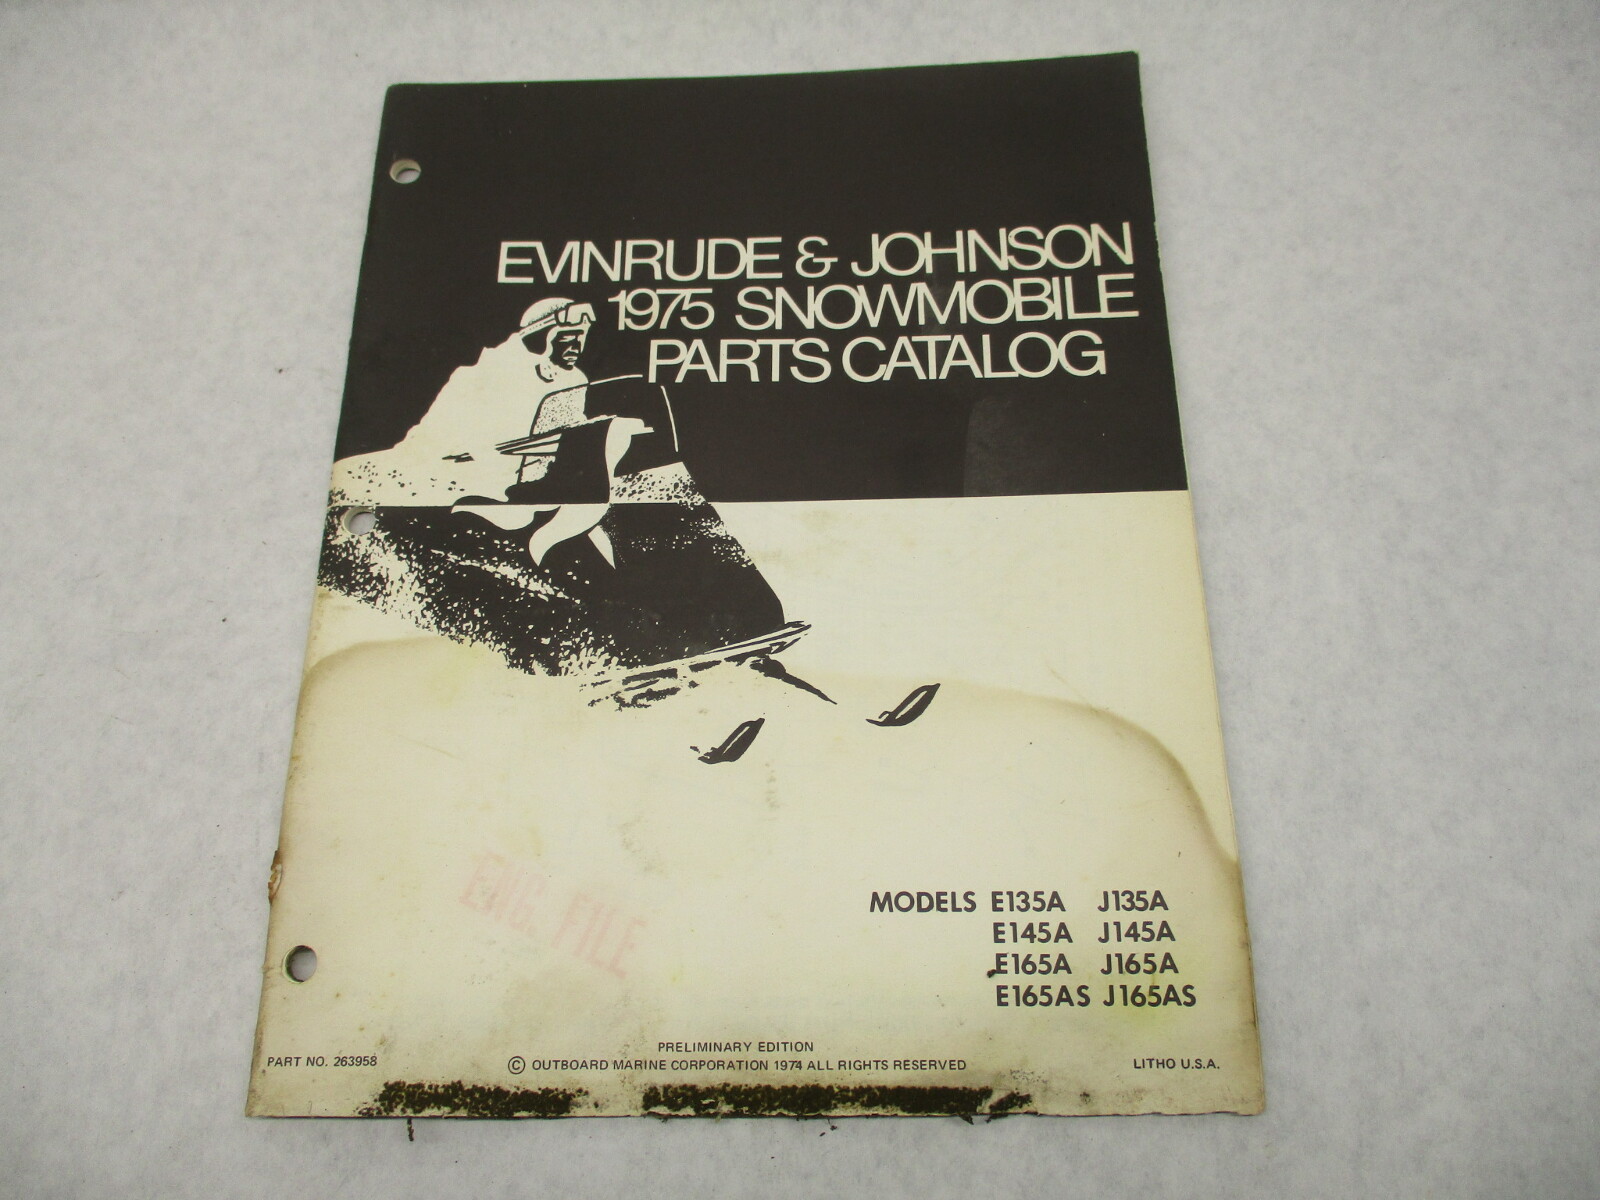 EVINRUDE & JOHNSON
1975 SNOWMOBILE
PARTS CATALOG
ENG. FILE
MODELS E135A J135A
E145A J145A
E165A J165A
E165AS J165AS
PRELIMINARY EDITION
PART NO. 263958
© OUTBOARD MARINE CORPORATION 1974 ALL RIGHTS RESERVED
LITHO U.S.A.